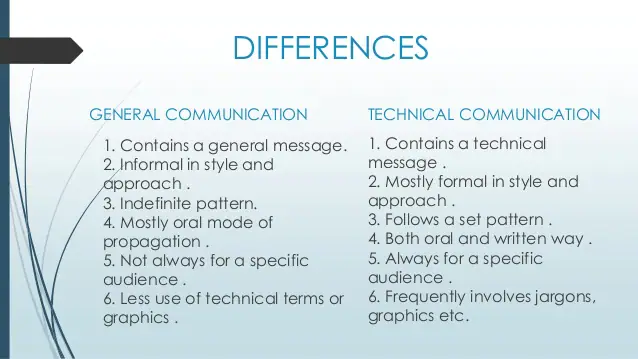 DIFFERENCES
GENERAL COMMUNICATION
1. Contains a general message.
2. Informal in style and
approach .
3. Indefinite pattern.
4. Mostly oral mode of
propagation .
5. Not always for a specific
audience .
6. Less use of technical terms or
graphics .
TECHNICAL COMMUNICATION
1. Contains a technical
message .
2. Mostly formal in style and
approach .
3. Follows a set pattern .
4. Both oral and written way .
5. Always for a specific
audience .
6. Frequently involves jargons,
graphics etc.